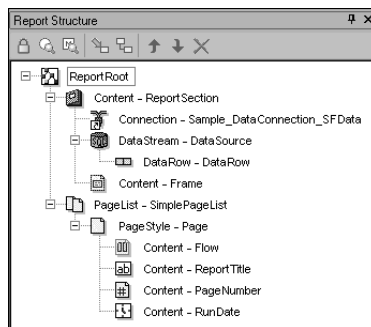 Report Structure
ReportRoot
Content - ReportSection
Connection - Sample_DataConnection_SFData
DataStream - DataSource
DataRow - DataRow
Content - Frame
PageList - SimplePageList
PageStyle - Page
Content - Flow
Content - ReportTitle
Content - PageNumber
Content - RunDate